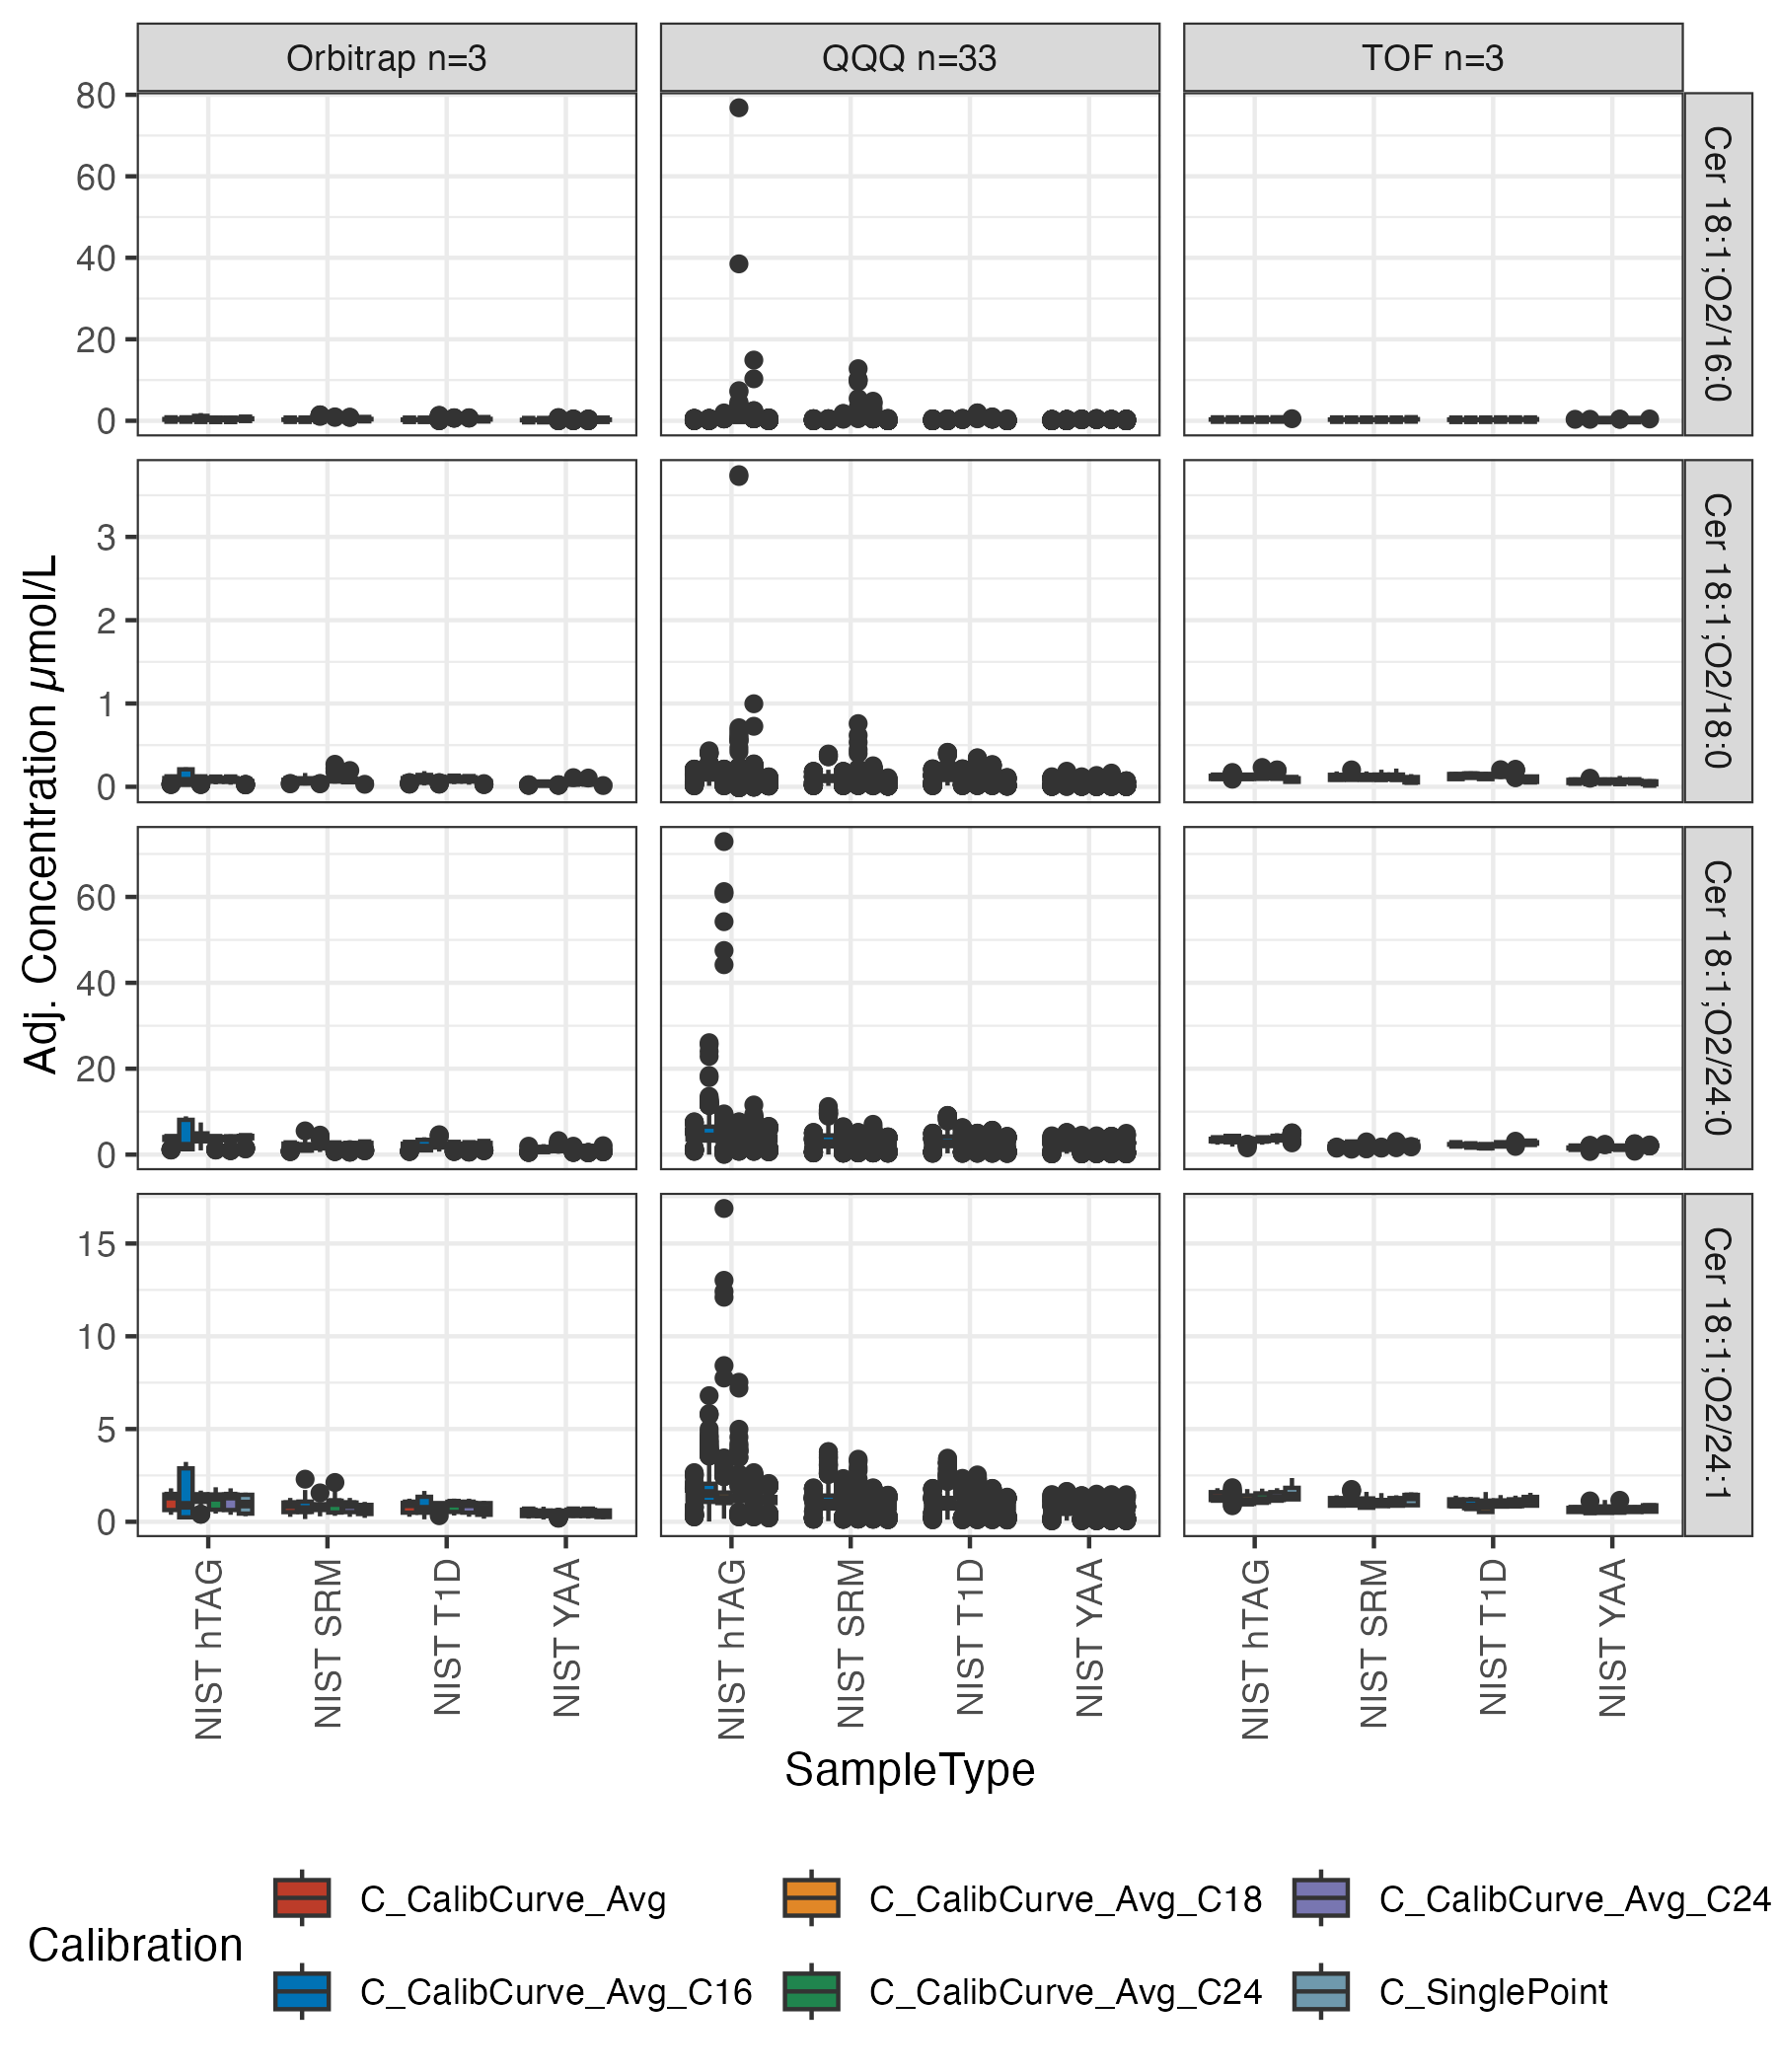 Orbitrap n=3
QQQ n=33
TOF n=3
Adj. Concentration µmol/L
80
60
40
20
0
Cer 18:1;O2/16:0
3
2
1
0
Cer 18:1;O2/18:0
60
40
20
0
Cer 18:1;O2/24:0
15
10
5
0
Cer 18:1;O2/24:1
NIST hTAG
NIST SRM
NIST T1D
NIST YAA
NIST hTAG
NIST SRM
NIST T1D
NIST YAA
NIST hTAG
NIST SRM
NIST T1D
NIST YAA
SampleType
Calibration
C_CalibCurve_Avg
C_CalibCurve_Avg_C16
C_CalibCurve_Avg_C18
C_CalibCurve_Avg_C24
C_CalibCurve_Avg_C24
C_SinglePoint